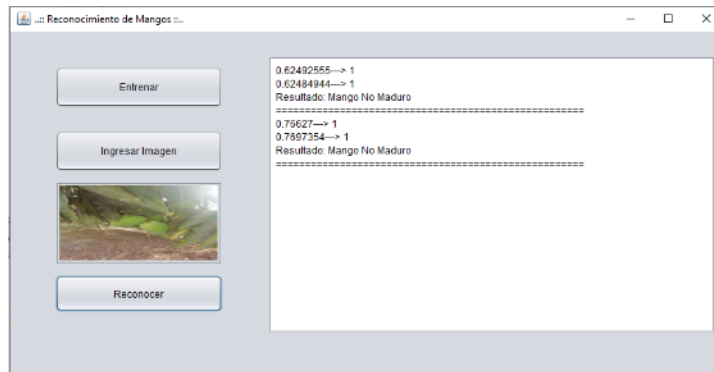 ..:: Reconocimiento de Mangos ::..
Entrenar
Ingresar Imagen
Reconocer
0.62492555---> 1
0.62484944---> 1
Resultado: Mango No Maduro
=====================================================
0.76627---> 1
0.7697354---> 1
Resultado: Mango No Maduro
=====================================================